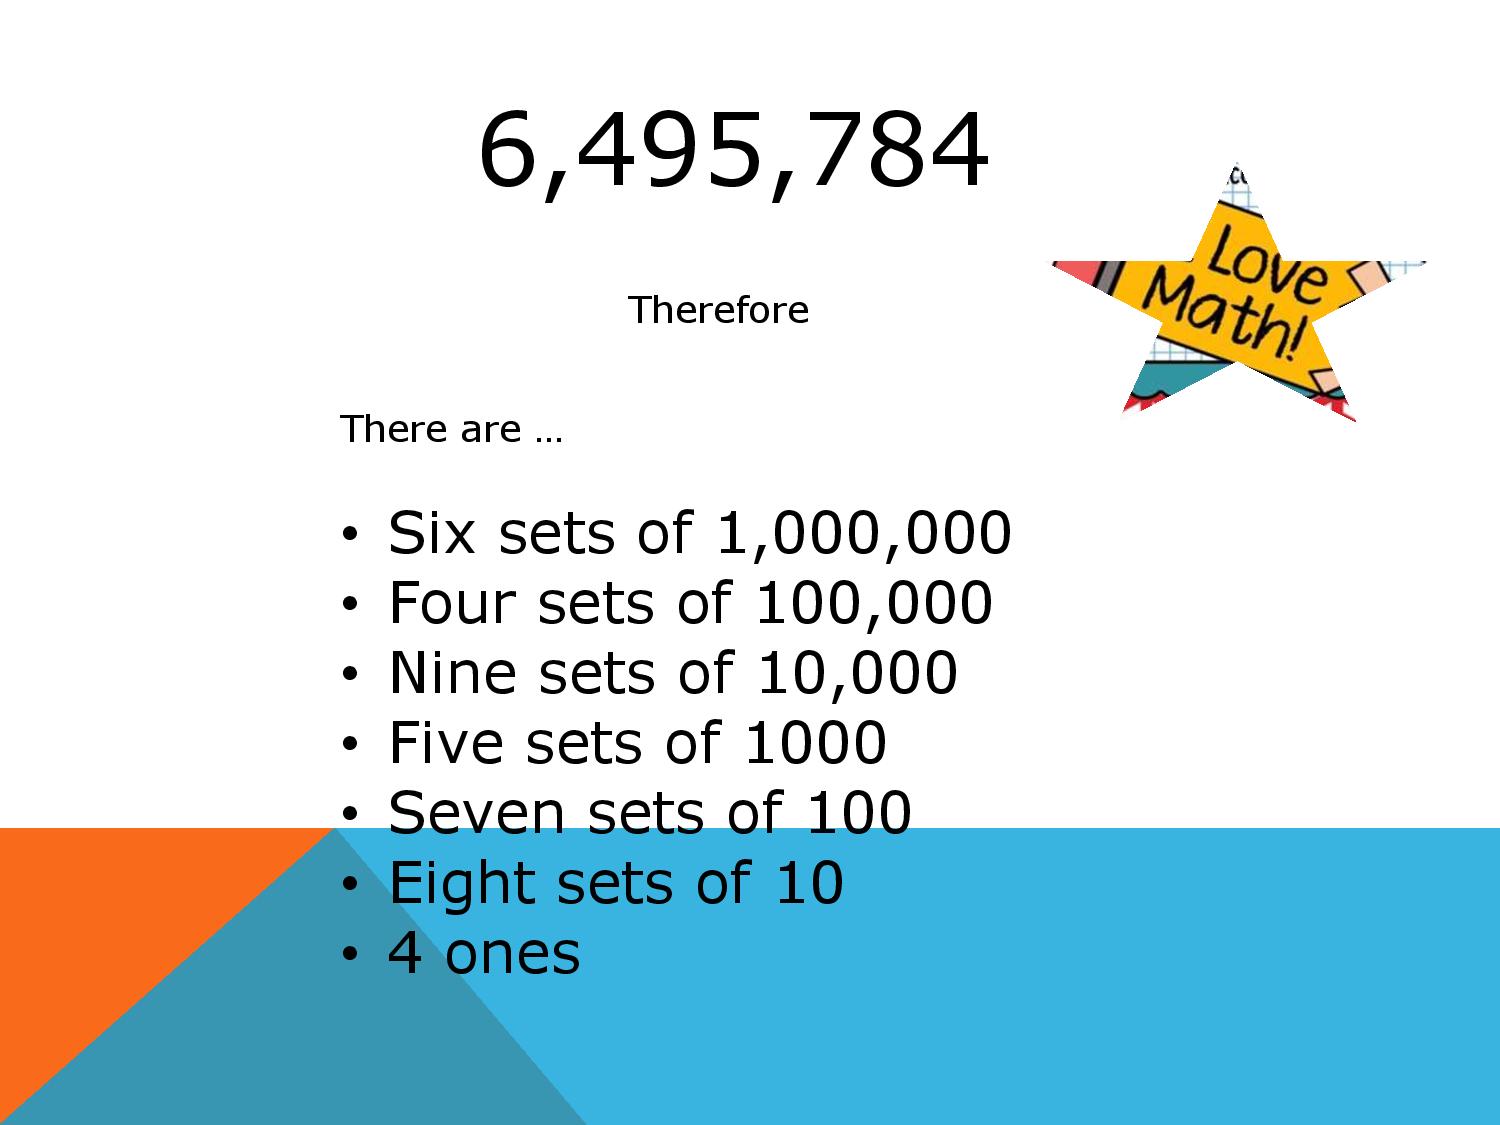 6,495,784
Love
Math!
Therefore
There are …
• Six sets of 1,000,000
• Four sets of 100,000
• Nine sets of 10,000
• Five sets of 1000
• Seven sets of 100
• Eight sets of 10
• 4 ones